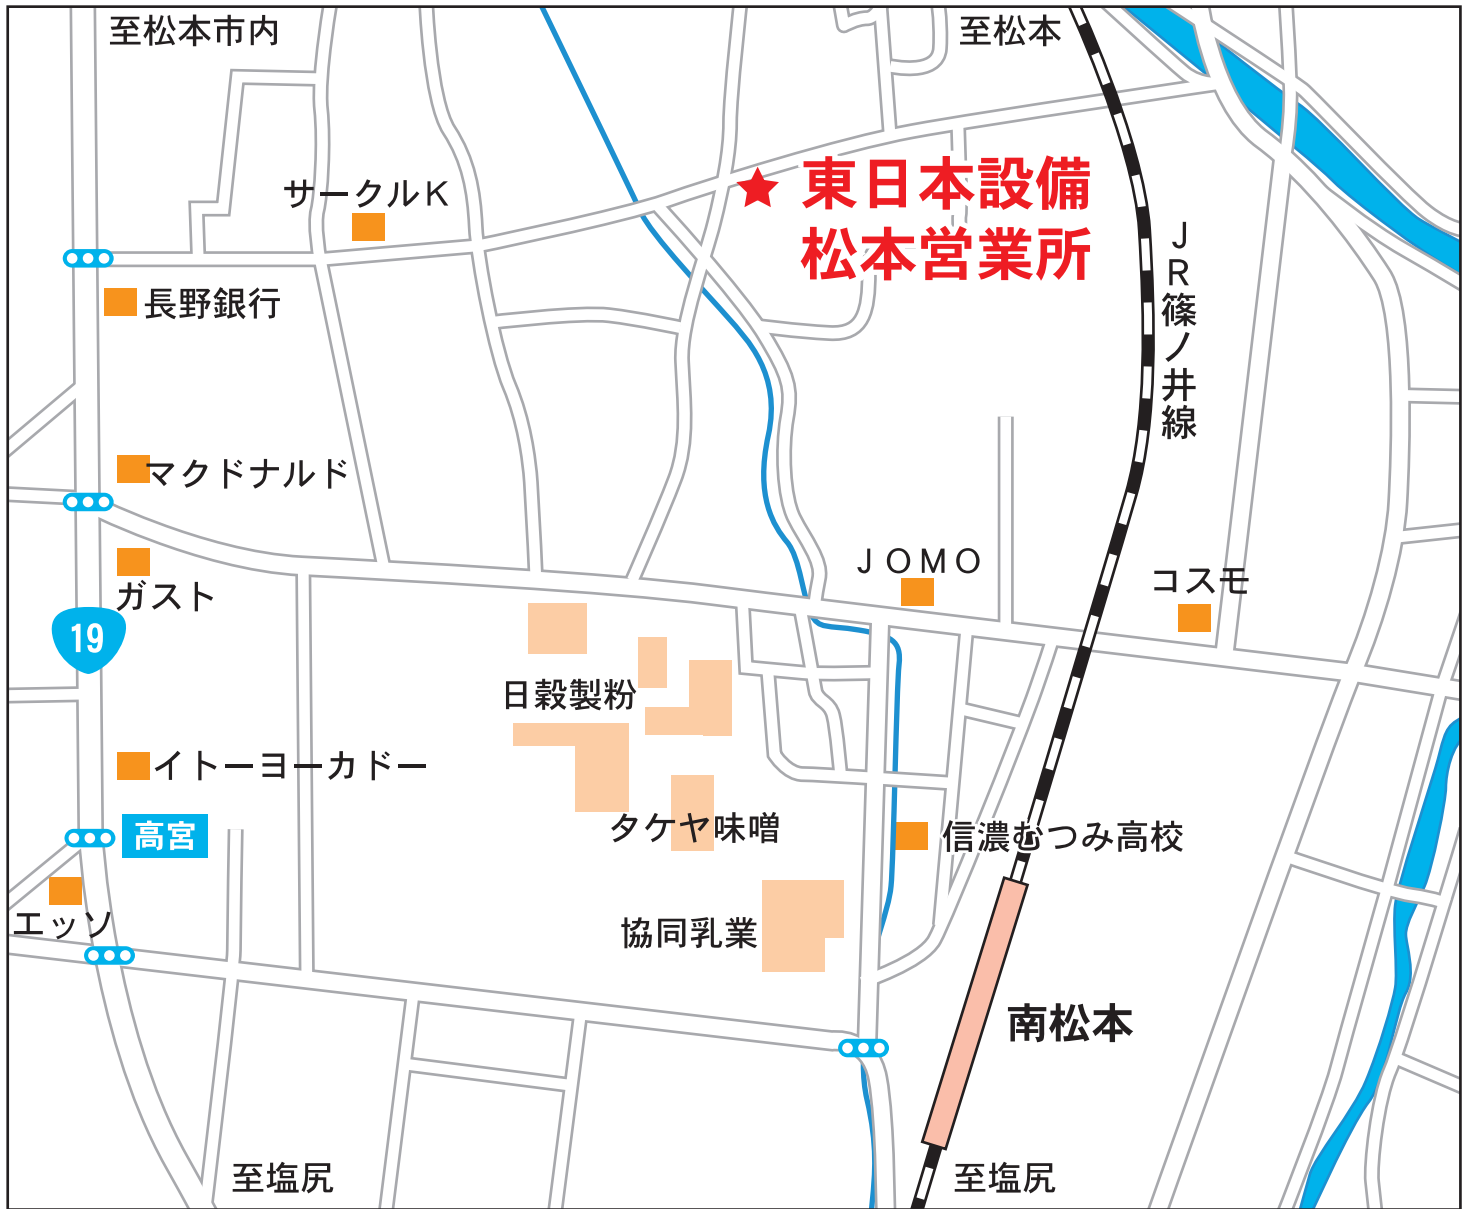 至松本市内
至松本
サークルK
東日本設備
松本営業所
JR篠ノ井線
長野銀行
マクドナルド
JOMO
コスモ
ガスト
19
日穀製粉
イトーヨーカドー
タケヤ味噌
高宮
信濃むつみ高校
エッソ
協同乳業
南松本
至塩尻
至塩尻